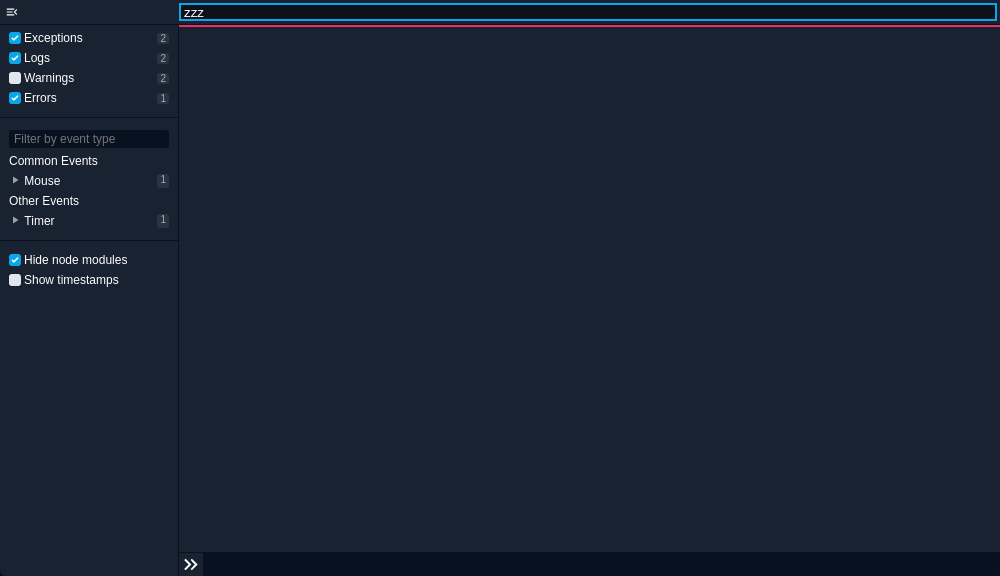 zzz
Exceptions 2
Logs 2
Warnings 2
Errors 1
Filter by event type
Common Events
Mouse 1
Other Events
Timer 1
Hide node modules
Show timestamps